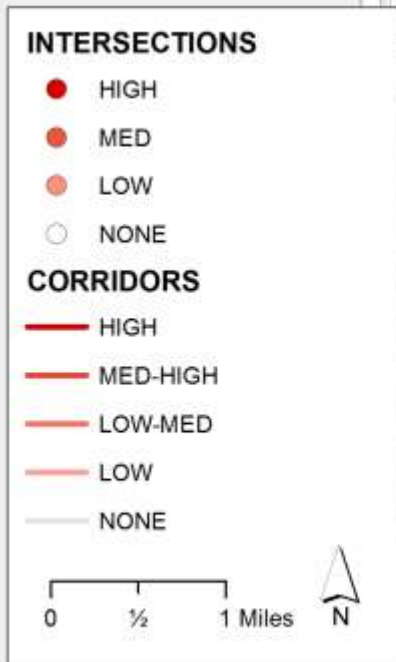 INTERSECTIONS
HIGH
MED
LOW
NONE
CORRIDORS
HIGH
MED-HIGH
LOW-MED
LOW
NONE
0 ½ 1 Miles N